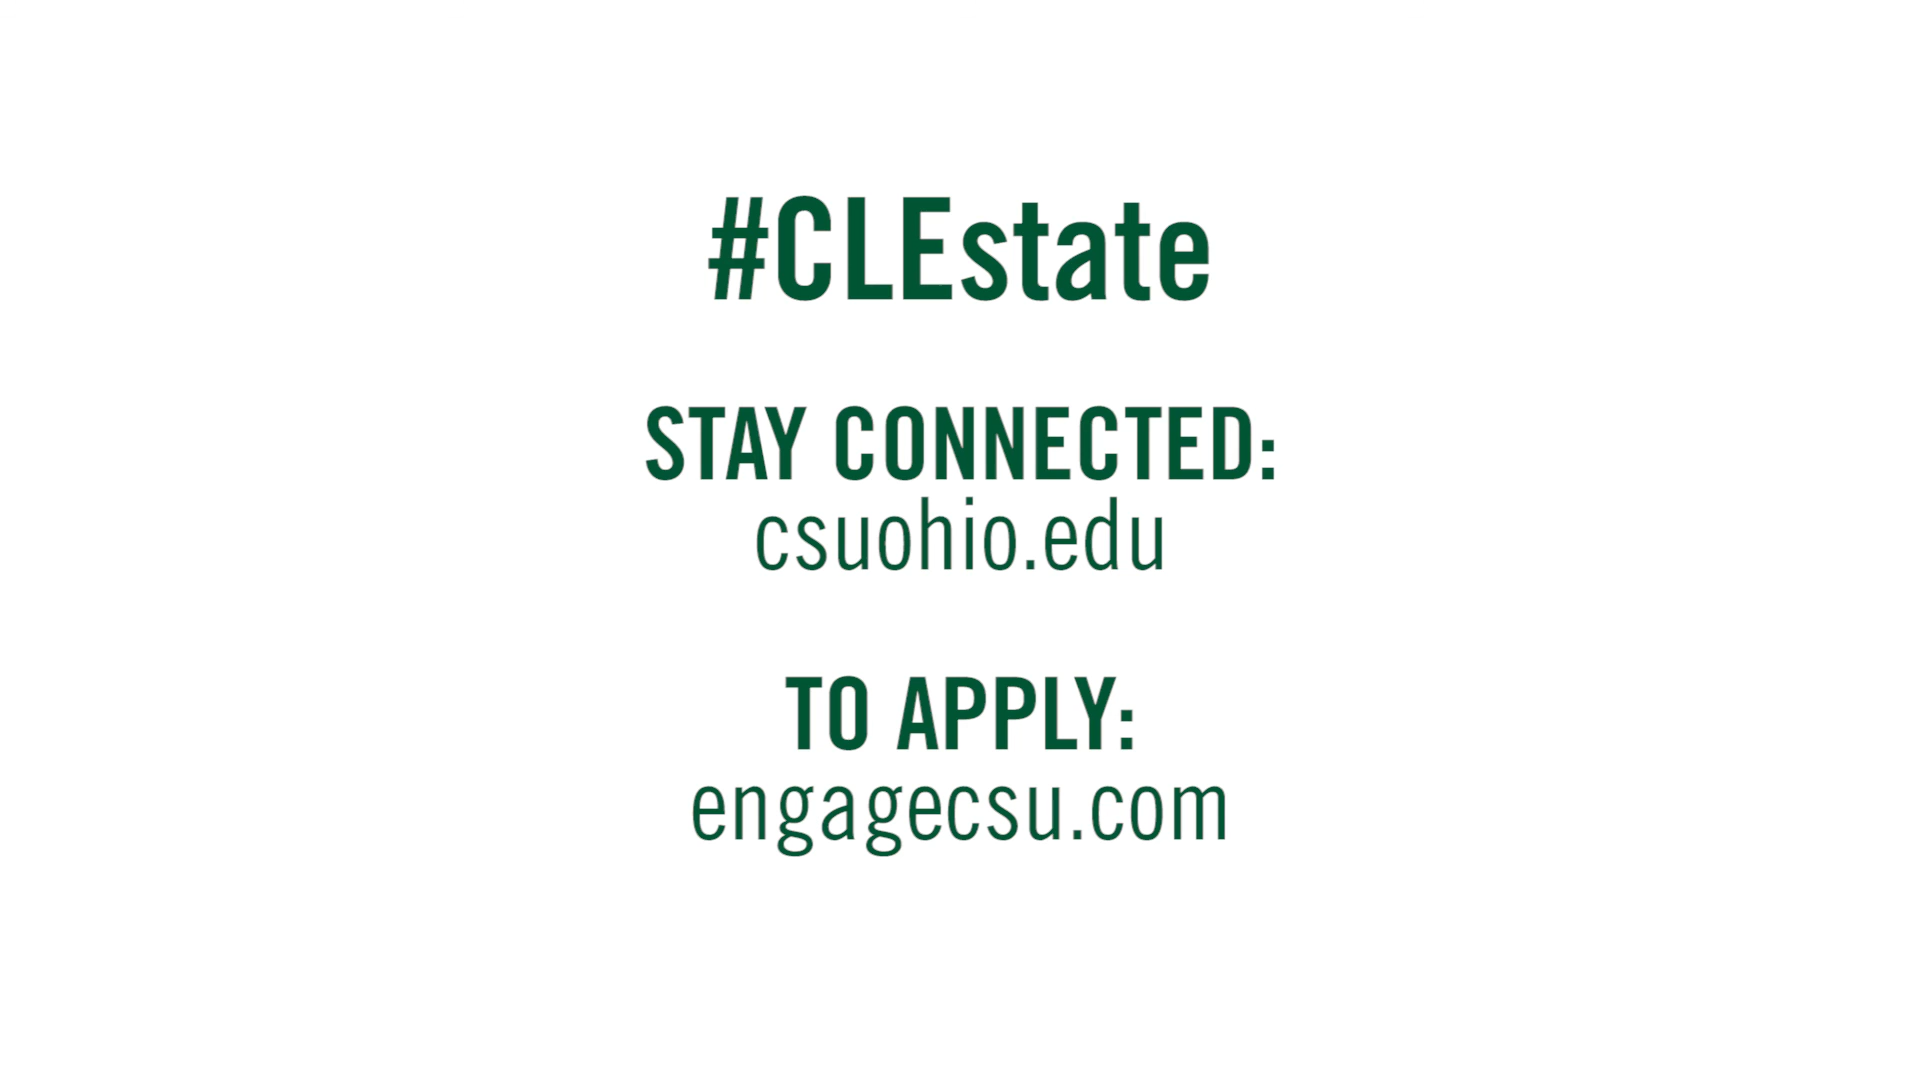 #CLEstate
STAY CONNECTED:
csuohio.edu
TO APPLY:
engagecsu.com